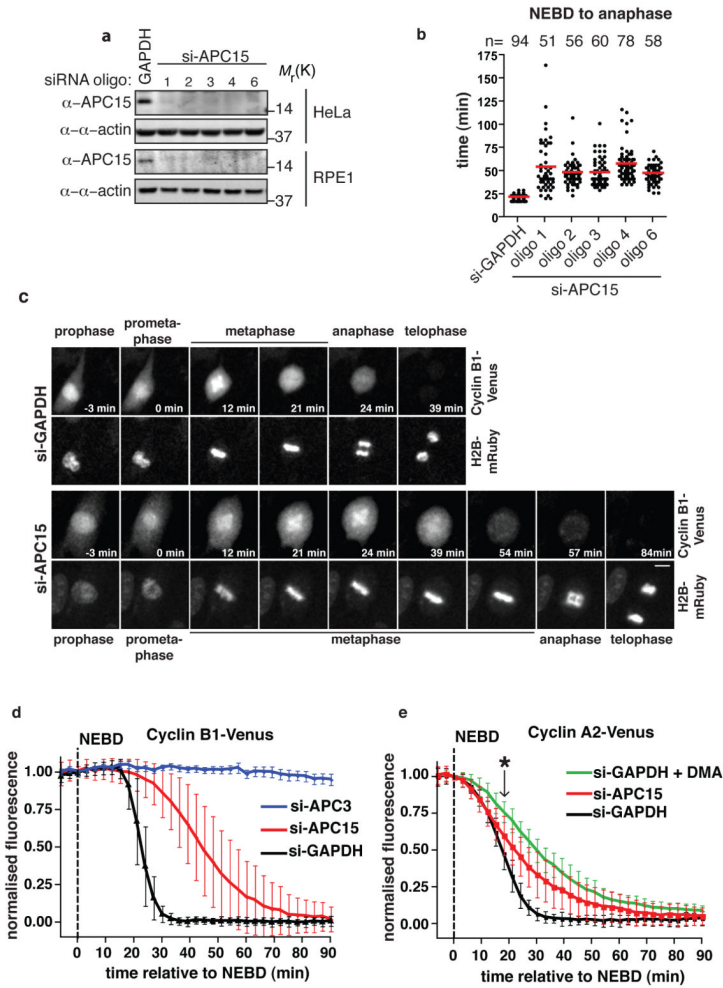 a
GAPDH
si-APC15
siRNA oligo: 1 2 3 4 6
Mr(K)
α-APC15
14
α-α-actin
37
HeLa
α-APC15
14
α-α-actin
37
RPE1
b
NEBD to anaphase
n= 94 51 56 60 78 58
time (min)
175
150
125
100
75
50
25
0
si-GAPDH
oligo 1
oligo 2
oligo 3
oligo 4
oligo 6
si-APC15
c
prophase
prometa-
phase
metaphase
anaphase
telophase
si-GAPDH
-3 min
0 min
12 min
21 min
24 min
39 min
Cyclin B1-
Venus
H2B-
mRuby
si-APC15
-3 min
0 min
12 min
21 min
24 min
39 min
54 min
57 min
84min
Cyclin B1-
Venus
H2B-
mRuby
prophase
prometa-
phase
metaphase
anaphase
telophase
d
NEBD
Cyclin B1-Venus
normalised fluorescence
1.00
0.75
0.50
0.25
0.00
si-APC3
si-APC15
si-GAPDH
0 10 20 30 40 50 60 70 80 90
time relative to NEBD (min)
e
NEBD
Cyclin A2-Venus
*
normalised fluorescence
1.00
0.75
0.50
0.25
0.00
si-GAPDH + DMA
si-APC15
si-GAPDH
0 10 20 30 40 50 60 70 80 90
time relative to NEBD (min)